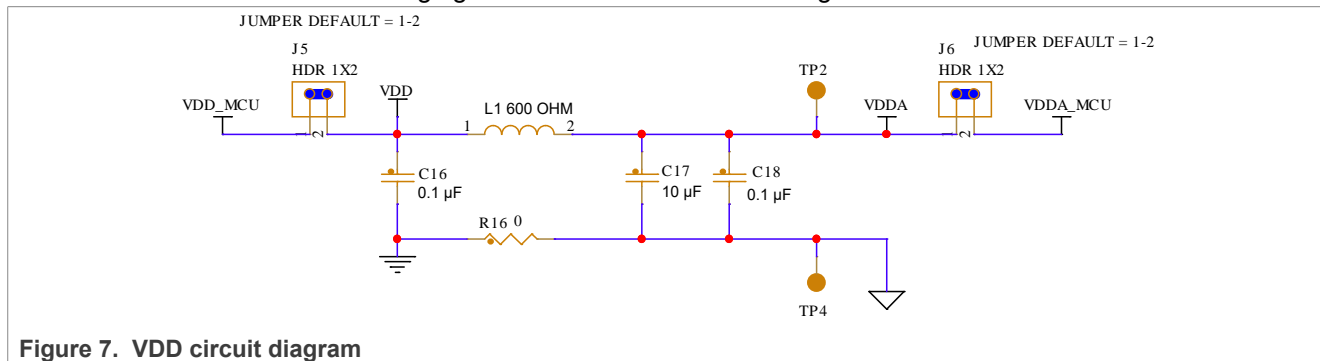 JUMPER DEFAULT = 1-2
J5
HDR 1X2
J6
JUMPER DEFAULT = 1-2
HDR 1X2
TP2
VDD_MCU
VDD
L1 600 OHM
VDDA
VDDA_MCU
1
2
1
2
1
2
C16
0.1 µF
C17
10 µF
C18
0.1 µF
R16 0
TP4
Figure 7. VDD circuit diagram